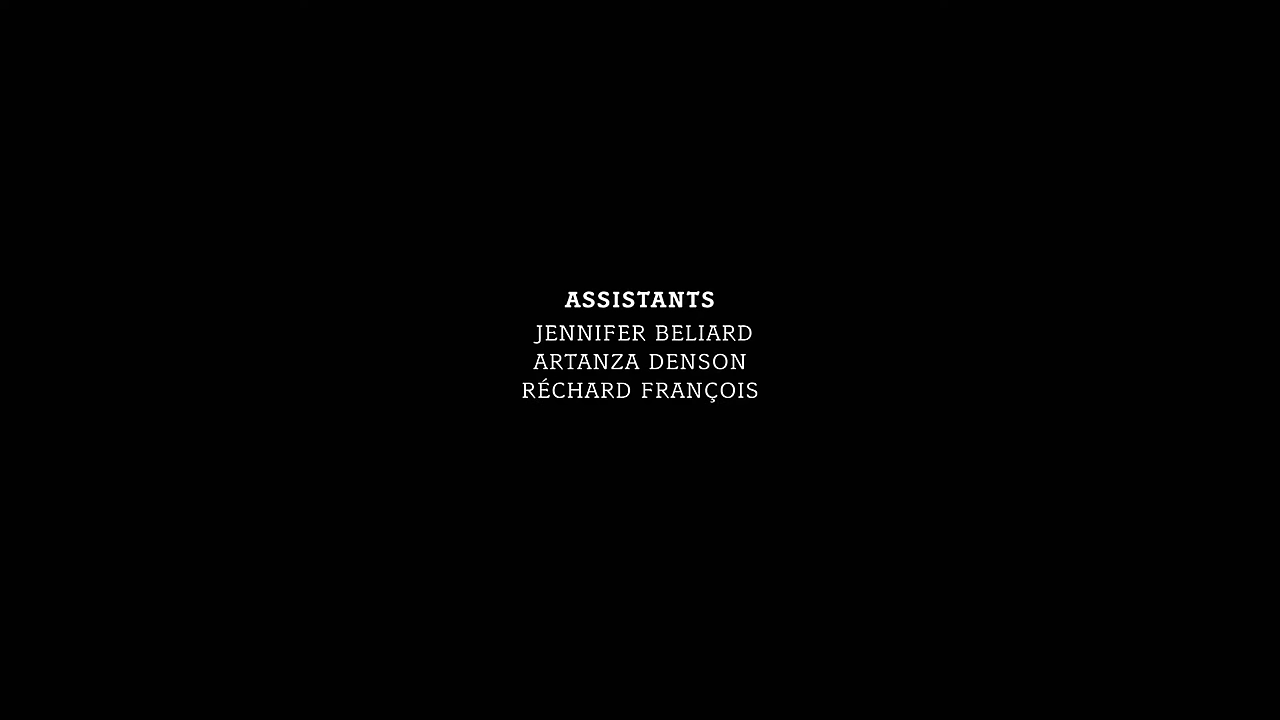 ASSISTANTS
JENNIFER BELIARD
ARTANZA DENSON
RÉCHARD FRANÇOIS